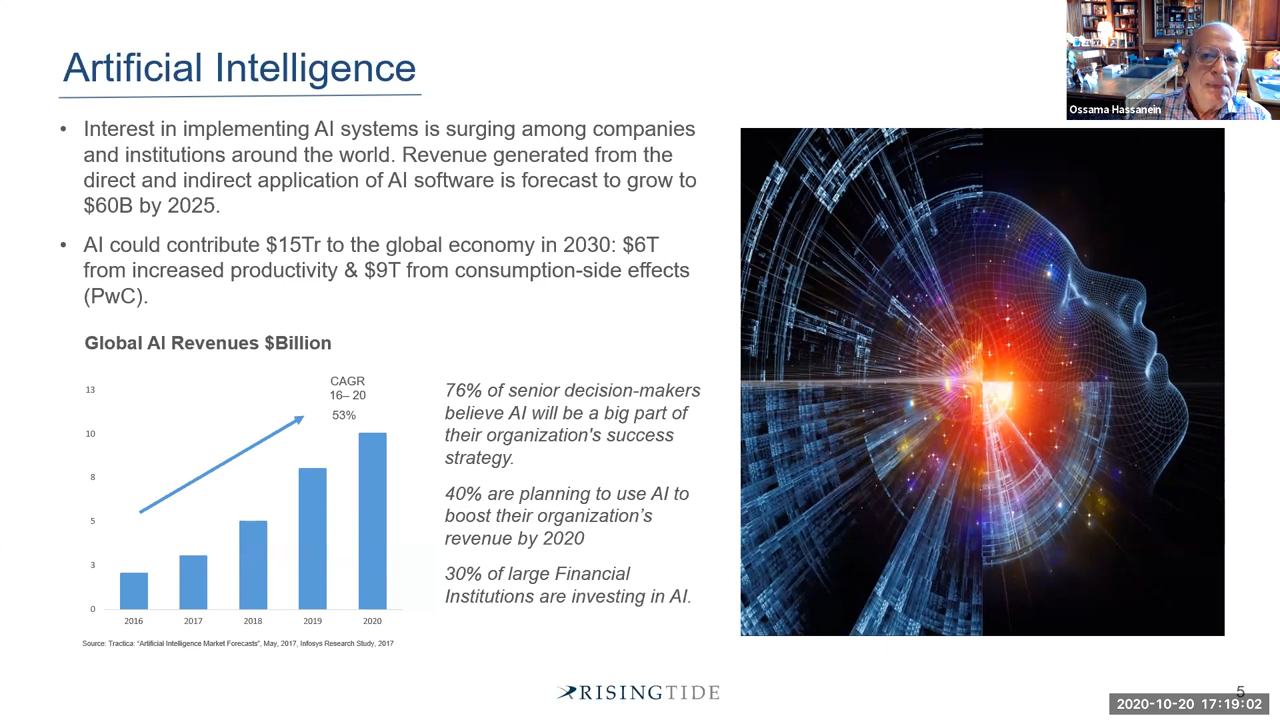 Artificial Intelligence
Ossama Hassanein
• Interest in implementing AI systems is surging among companies
and institutions around the world. Revenue generated from the
direct and indirect application of AI software is forecast to grow to
$60B by 2025.
• AI could contribute $15Tr to the global economy in 2030: $6T
from increased productivity & $9T from consumption-side effects
(PwC).
Global AI Revenues $Billion
CAGR
16– 20
53%
13
10
8
5
3
0
2016 2017 2018 2019 2020
Source: Tractica: “Artificial Intelligence Market Forecasts”, May, 2017, Infosys Research Study, 2017
76% of senior decision-makers
believe AI will be a big part of
their organization's success
strategy.
40% are planning to use AI to
boost their organization’s
revenue by 2020
30% of large Financial
Institutions are investing in AI.
RISINGTIDE
5
2020-10-20 17:19:02